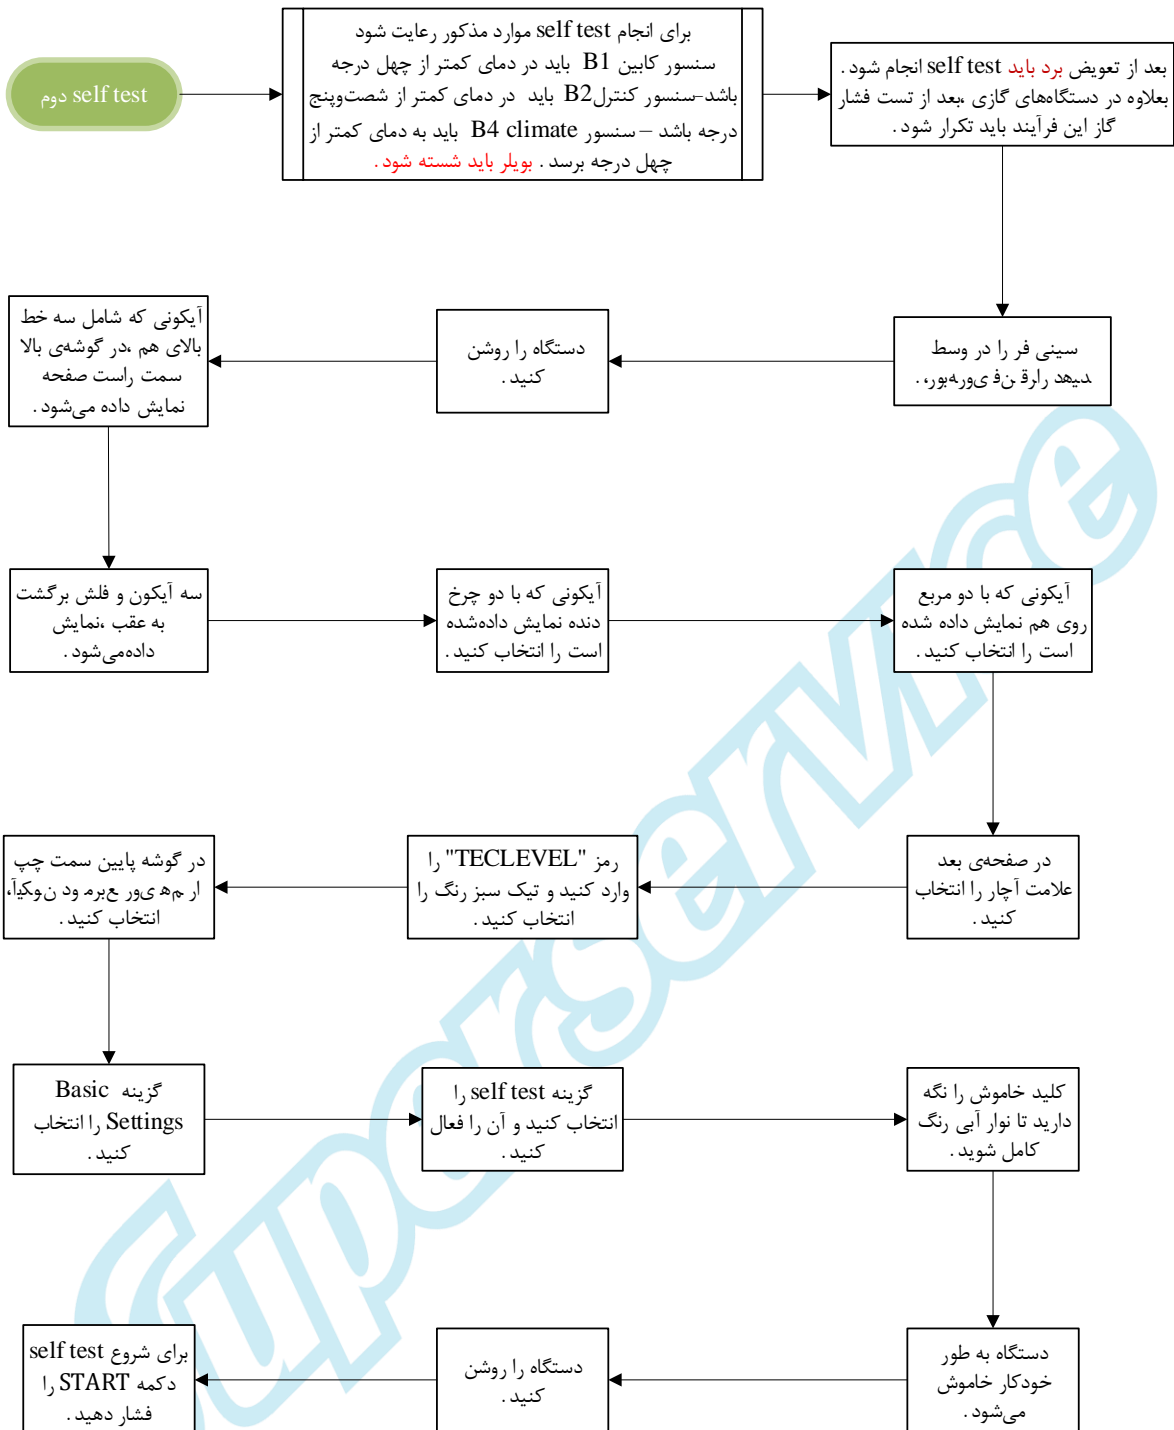 self test دوم
برای انجام self test موارد مذکور رعایت شود
سنسور کابین B1 باید در دمای کمتر از چهل درجه
باشد-سنسور کنترلB2 باید در دمای کمتر از شصت‌وپنج
درجه باشد – سنسور B4 climate باید به دمای کمتر از
چهل درجه برسد . بویلر باید شسته شود .
بعد از تعویض برد باید self test انجام شود .
بعلاوه در دستگاه‌های گازی ،بعد از تست فشار
گاز این فرآیند باید تکرار شود .
سینی فر را در وسط
آیکونی که شامل سه خط
بالای هم ،در گوشه‌ی بالا
سمت راست صفحه
نمایش داده می‌شود .
دستگاه را روشن
کنید .
سه آیکون و فلش برگشت
به عقب ،نمایش
داده‌می‌شود .
آیکونی که با دو چرخ
دنده نمایش داده‌شده
است را انتخاب کنید .
آیکونی که با دو مربع
روی هم نمایش داده شده
است را انتخاب کنید .
در صفحه‌ی بعد
علامت آچار را انتخاب
کنید .
رمز "TECLEVEL" را
وارد کنید و تیک سبز رنگ را
انتخاب کنید .
در گوشه پایین سمت چپ
انتخاب کنید .
گزینه Basic
Settings را انتخاب
کنید .
گزینه self test را
انتخاب کنید و آن را فعال
کنید .
کلید خاموش را نگه
دارید تا نوار آبی رنگ
کامل شوید .
دستگاه به طور
خودکار خاموش
می‌شود .
دستگاه را روشن
کنید .
برای شروع self test
دکمه START را
فشار دهید .
Superservice